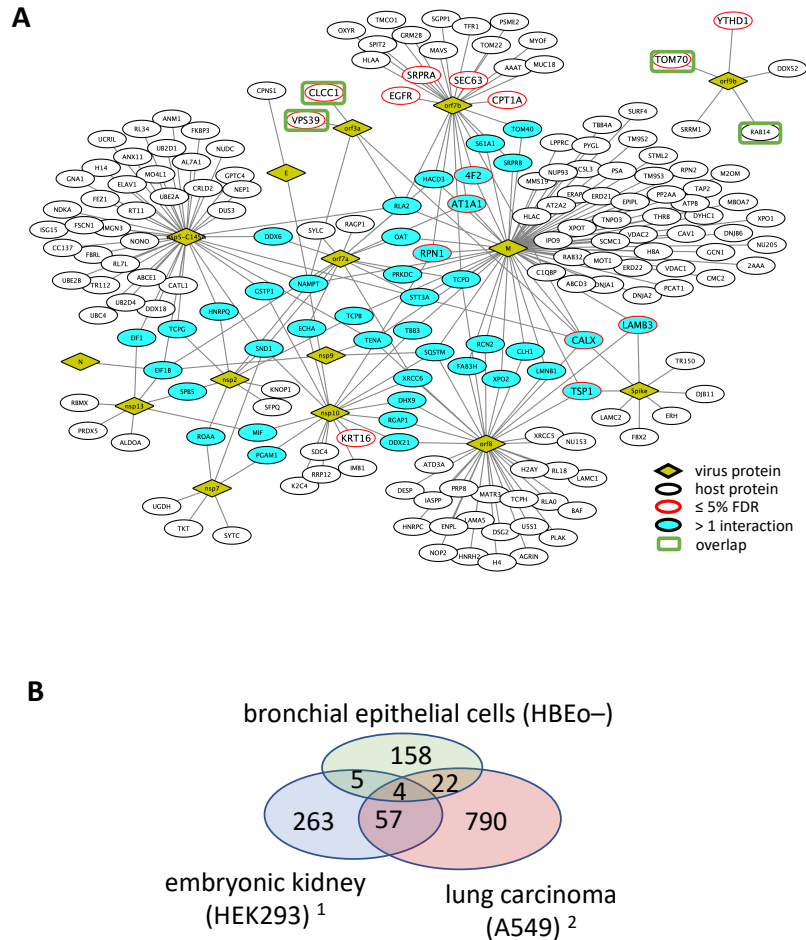 A
TMCO1
SGPP1
TFR1
PSME2
OXYR
GRM2B
SPIT2
MAVS
TOM22
MYOF
HLAA
SRPRA
SEC63
AAAT
MUC18
EGFR
CPT1A
orf7b
TOM40
YTHD1
TOM70
DDX52
orf9b
SRRM1
RAB14
CPNS1
CLCC1
VPS39
orf3a
E
ANM1
RL34
FKBP3
UCRIL
UB2D1
NUDC
ANX11
AL7A1
H14
MO4L1
GPTC4
GNA1
ELAV1
CRLD2
NEP1
FEZ1
UBE2A
NDKA
RT11
DUS3
FSCN1
ISG15
MGN3
NONO
nsp5-C145A
CC137
FBRL
RL7L
ABCE1
UBE2B
TR112
CATL1
UB2D4
UBC4
DDX18
S61A1
SRPRB
HACD3
4F2
RLA2
AT1A1
SYLC
RAGP1
DDX6
OAT
RPN1
orf7a
PRKDC
M
SURF4
TBB4A
LPPRC
PYGL
TM9S2
STML2
NUP93
ACSL3
PSA
RPN2
MMS19
TM9S3
M2OM
ERAP1
ERD21
EPIPL
PP2AA
TAP2
AT2A2
ATPB
MBOA7
HLAC
TNPO3
THRB
DYHC1
XPO1
XPOT
IPO9
SCMC1
VDAC2
CAV1
DNJB6
NU205
RAB32
MOT1
HBA
GCN1
C1QBP
ERD22
VDAC1
2AAA
ABCD3
DNJA1
CMC2
DNJA2
PCAT1
GSTP1
NAMPT
TCPD
STT3A
HNRPQ
TCPB
EIF1
TCPG
ECHA
TBB3
SND1
TENA
N
EIF1B
nsp9
SQSTM
RCN2
CLH1
CALX
LAMB3
FA83H
LMNB1
XPO2
XRCC6
SPB5
nsp2
KNOP1
DHX9
TSP1
Spike
TR150
DJB11
ERH
LAMC2
FBX2
RBMX
nsp13
SFPQ
nsp10
RGAP1
PRDX5
ALDOA
ROAA
MIF
KRT16
DDX21
orf8
PGAM1
SDC4
IMB1
RRP12
K2C4
nsp7
UGDH
TKT
SYTC
XRCC5
NU153
ATD3A
H2AY
RL18
LAMC1
DESP
PRP8
IASPP
MATR3
TCPH
RLA0
BAF
HNRPC
ENPL
LAMA5
U5S1
DSG2
PLAK
NOP2
HNRH2
AGRIN
H4
virus protein
host protein
≤ 5% FDR
> 1 interaction
overlap
B
bronchial epithelial cells (HBEo–)
158
5
4
22
263
57
790
embryonic kidney
(HEK293) 1
lung carcinoma
(A549) 2